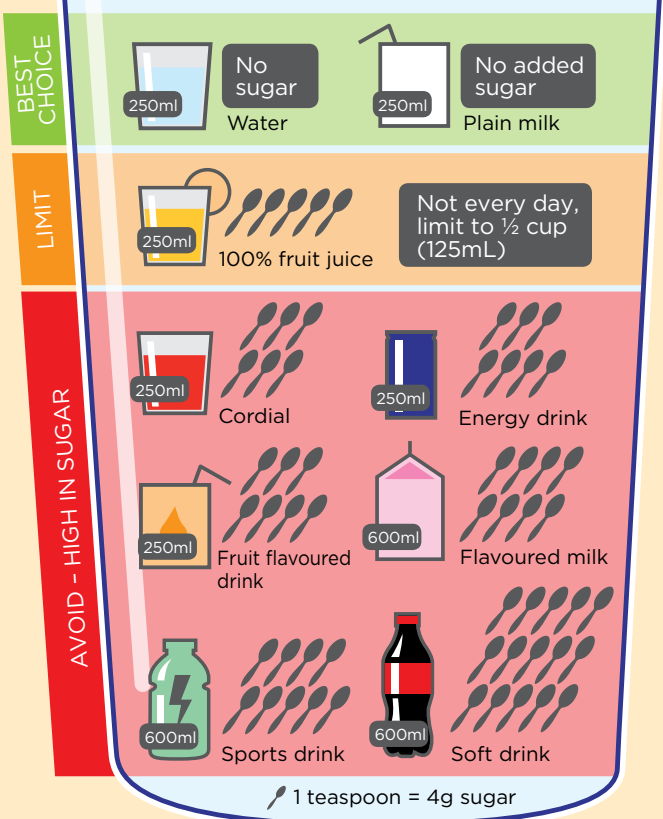 BEST
CHOICE
250ml
No
sugar
Water
250ml
No added
sugar
Plain milk
LIMIT
250ml
100% fruit juice
Not every day,
limit to ½ cup
(125mL)
AVOID – HIGH IN SUGAR
250ml
Cordial
250ml
Energy drink
250ml
Fruit flavoured
drink
600ml
Flavoured milk
600ml
Sports drink
600ml
Soft drink
1 teaspoon = 4g sugar